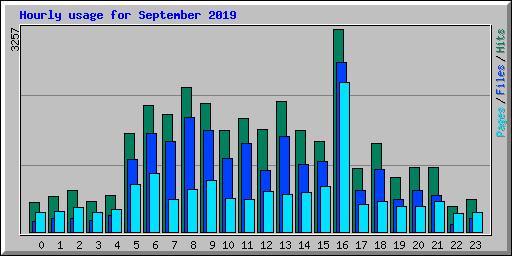 Hourly usage for September 2019
3257
Pages/Files/Hits
0 1 2 3 4 5 6 7 8 9 10 11 12 13 14 15 16 17 18 19 20 21 22 23